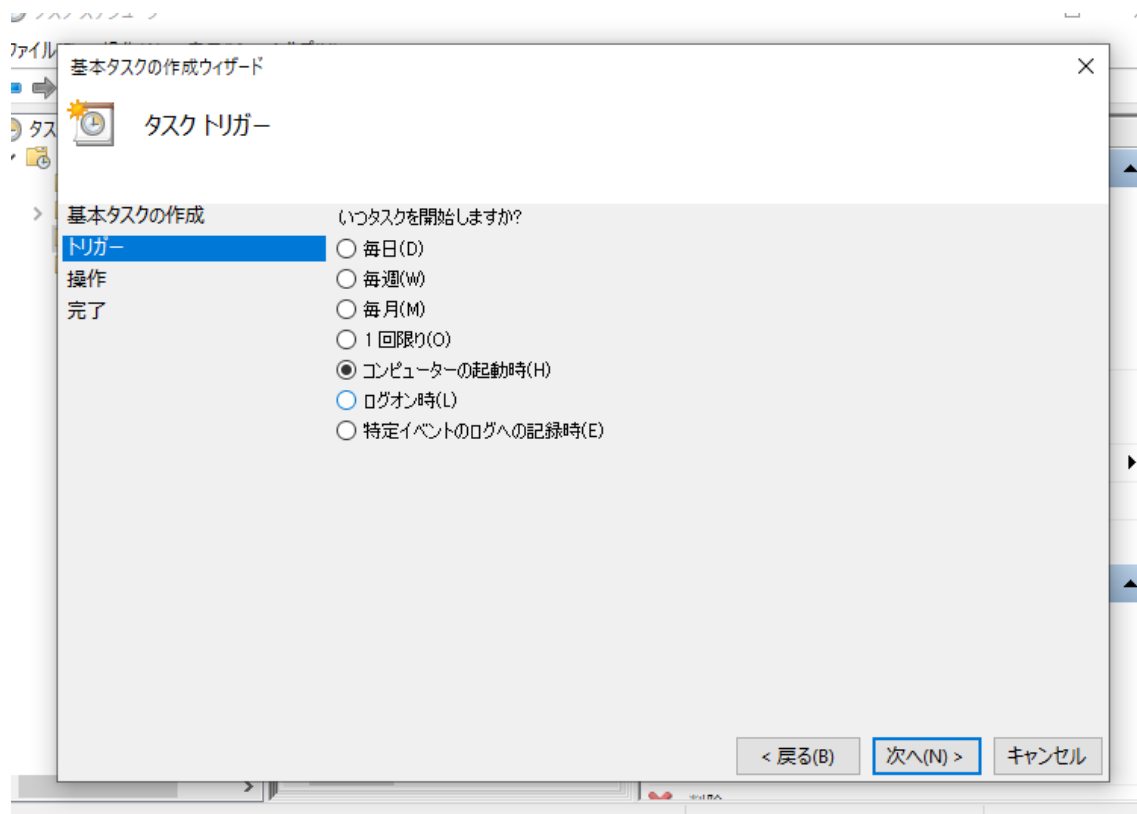 基本タスクの作成ウィザード
タスク トリガー
基本タスクの作成
トリガー
操作
完了
いつタスクを開始しますか?
毎日(D)
毎週(W)
毎月(M)
1 回限り(O)
コンピューターの起動時(H)
ログオン時(L)
特定イベントのログへの記録時(E)
< 戻る(B)
次へ(N) >
キャンセル